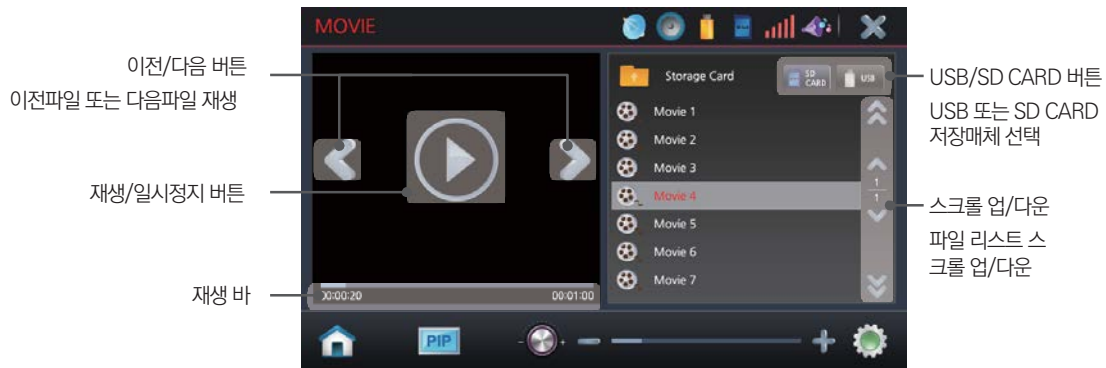 MOVIE
이전/다음 버튼
이전파일 또는 다음파일 재생
재생/일시정지 버튼
재생 바
Storage Card
SD
CARD
USB
Movie 1
Movie 2
Movie 3
Movie 4
Movie 5
Movie 6
Movie 7
1
1
00:00:20
00:01:00
PIP
- +
USB/SD CARD 버튼
USB 또는 SD CARD
저장매체 선택
스크롤 업/다운
파일 리스트 스
크롤 업/다운